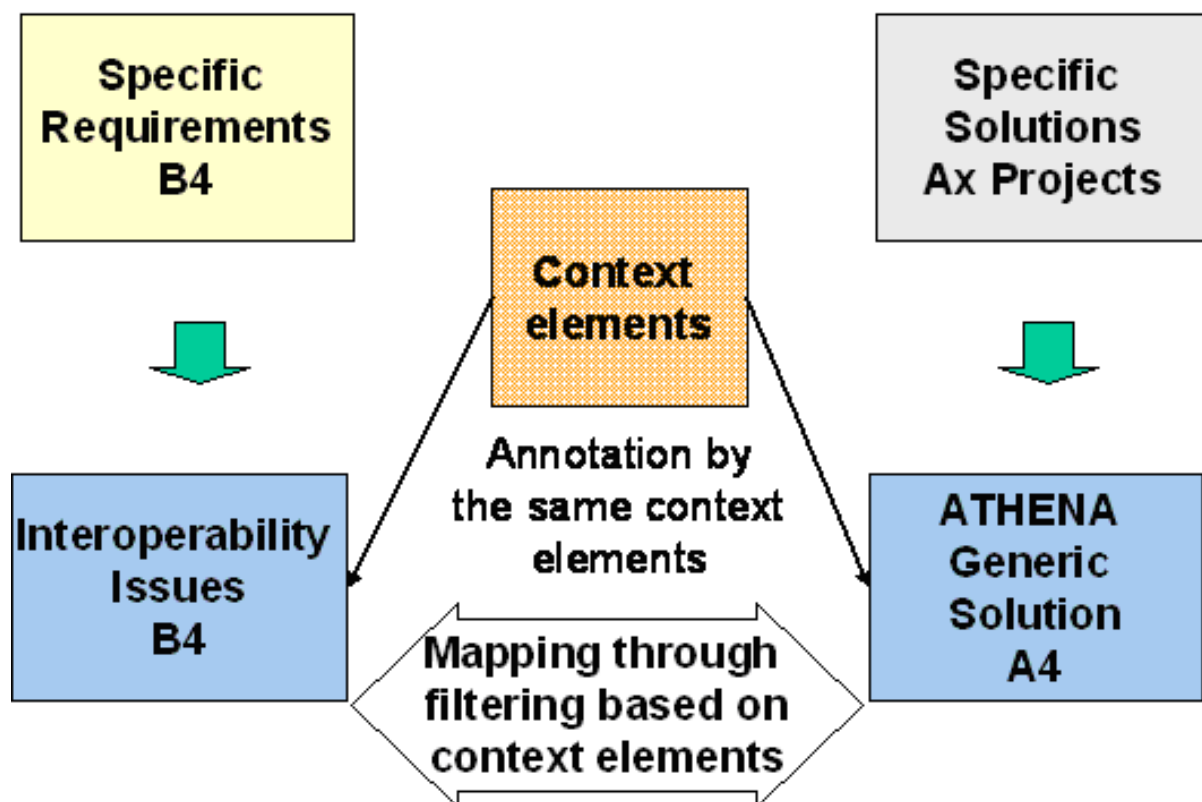 Specific
Requirements
B4
Specific
Solutions
Ax Projects
Context
elements
Annotation by
the same context
elements
Interoperability
Issues
B4
ATHENA
Generic
Solution
A4
Mapping through
filtering based on
context elements